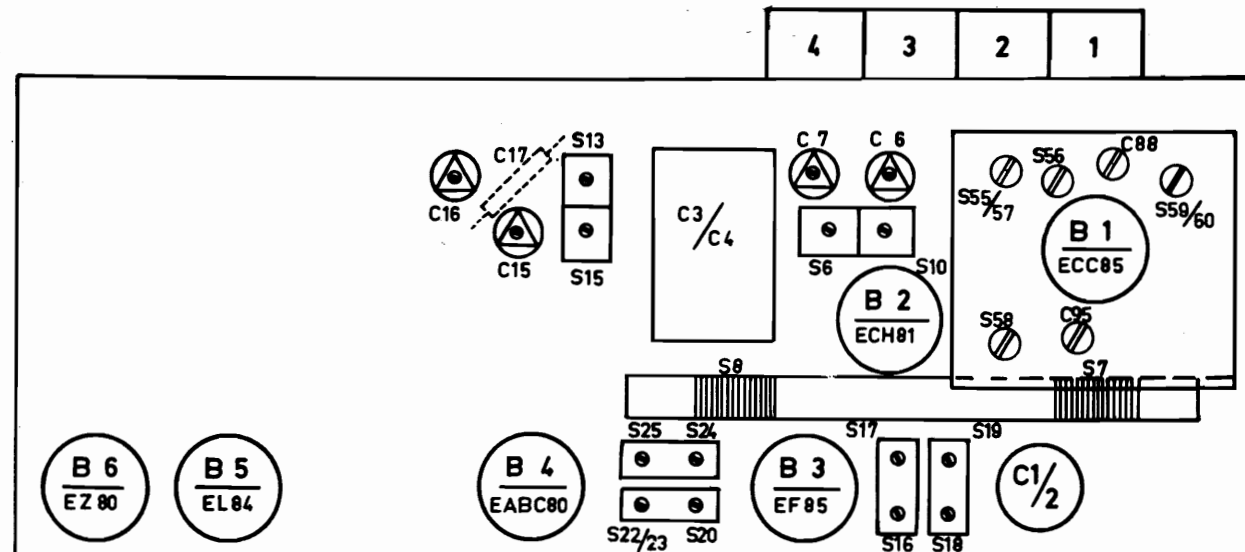 4 3 2 1
C 7 C 6
C17 S13
S56 C88
C16
S55/57
S59/60
C3/C4
B 1
ECC85
C15 S15
S6 S10
B 2
ECH81
S58 C95
S8 S7
S25 S24 S17 S19
B 6
EZ 80
B 5
EL84
B 4
EABC80
B 3
EF85
C1/2
S22/23 S20 S16 S18